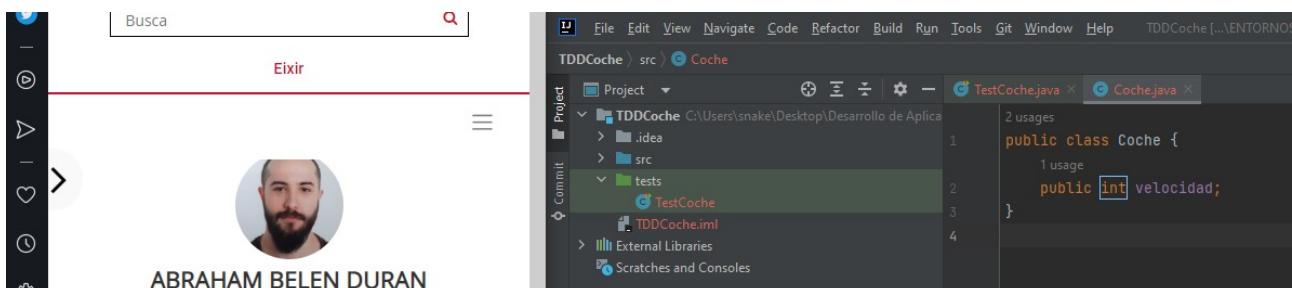 Busca
Eixir
ABRAHAM BELEN DURAN
File Edit View Navigate Code Refactor Build Run Tools Git Window Help TDDCoche [...\ENTORNOS
TDDCoche src Coche
Project
Commit
Project
TDDCoche C:\Users\snake\Desktop\Desarrollo de Aplica
.idea
src
tests
TestCoche
TDDCoche.iml
External Libraries
Scratches and Consoles
TestCoche.java Coche.java
2 usages
1 public class Coche {
1 usage
2 public int velocidad;
3 }
4